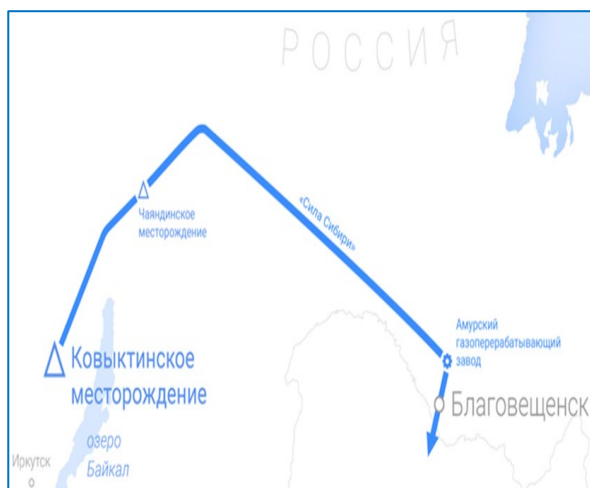 РОССИЯ
Чаяндинское
месторождение
«Сила Сибири»
Амурский
газоперерабатывающий
завод
Ковыктинское
месторождение
Благовещенск
озеро
Байкал
Иркутск